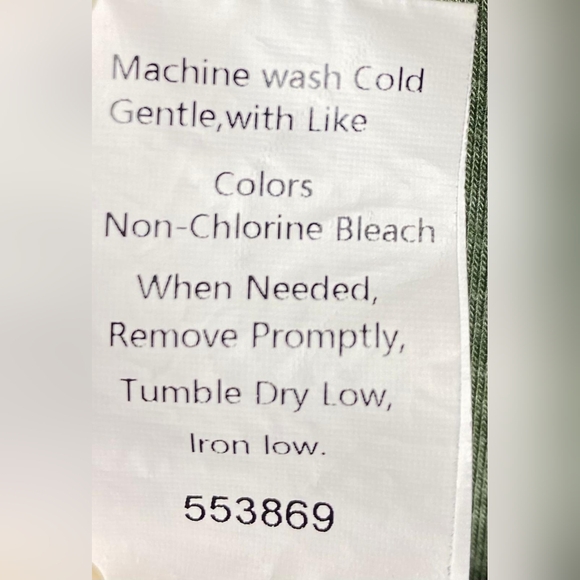 Machine wash Cold
Gentle,with Like
Colors
Non-Chlorine Bleach
When Needed,
Remove Promptly,
Tumble Dry Low,
Iron low.
553869